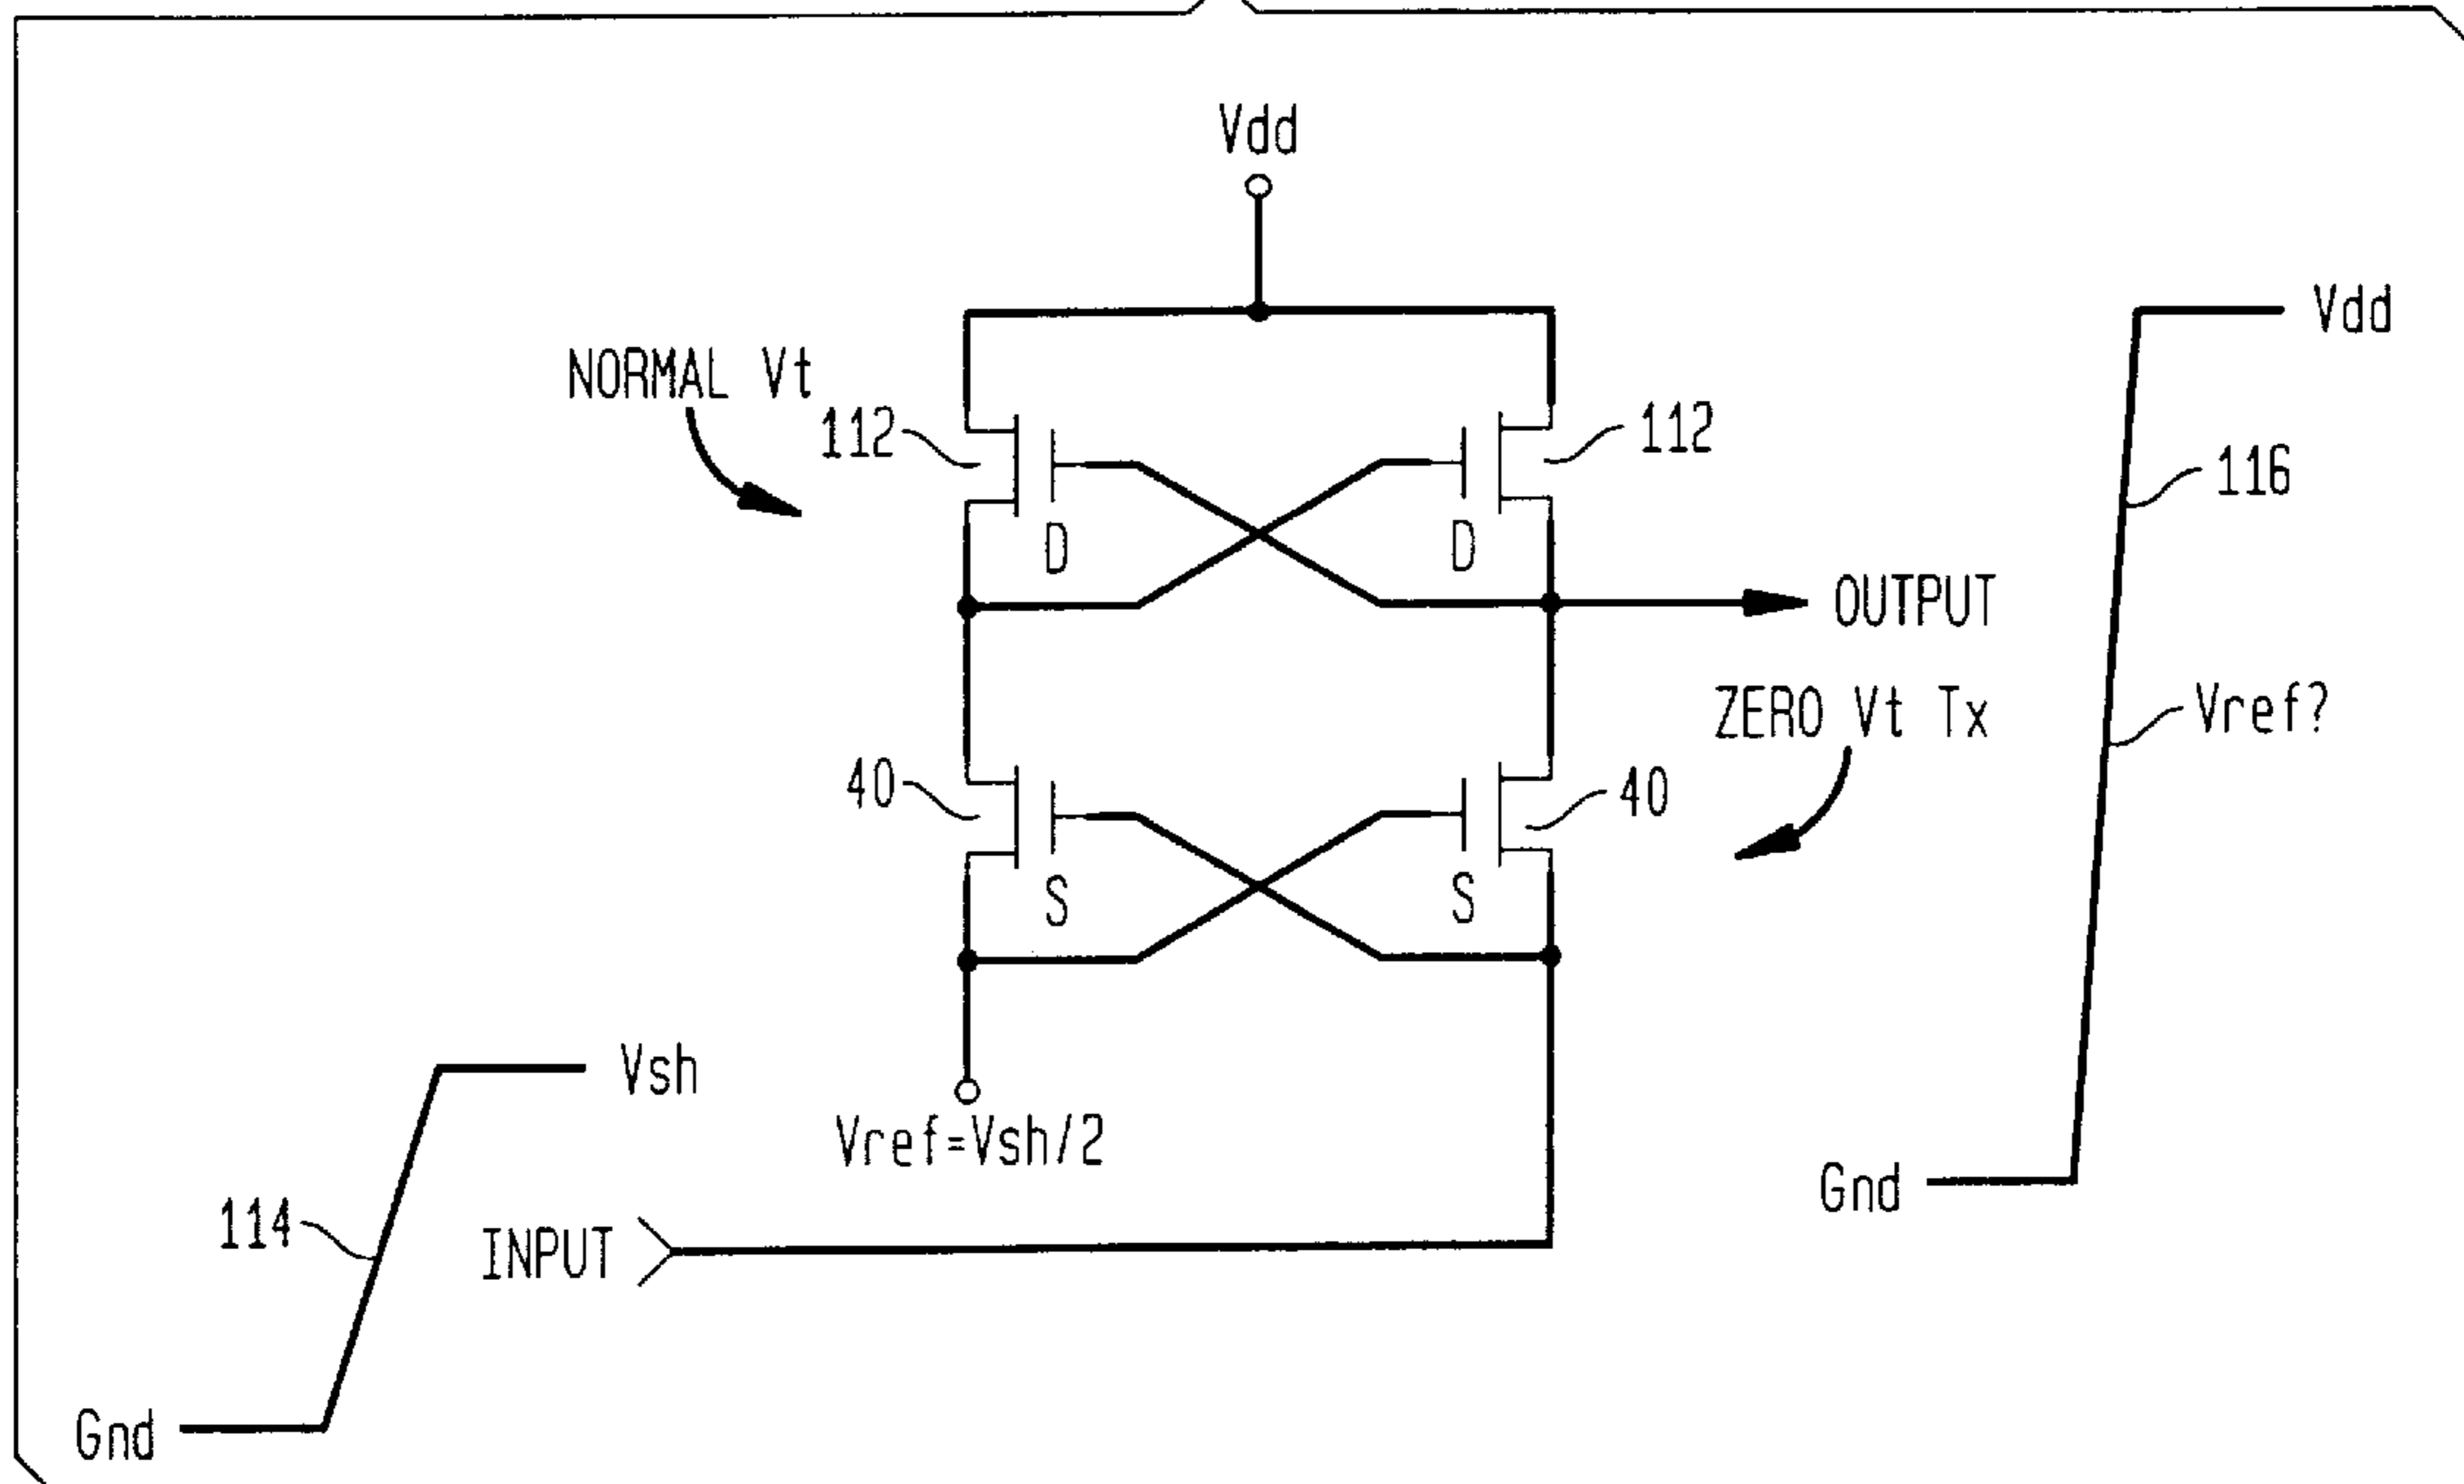 Vdd
Vdd
NORMAL Vt
112
112
116
D
D
OUTPUT
ZERO Vt Tx
Vref?
40
40
S
S
Vsh
Vref=Vsh/2
Gnd
114
INPUT
Gnd